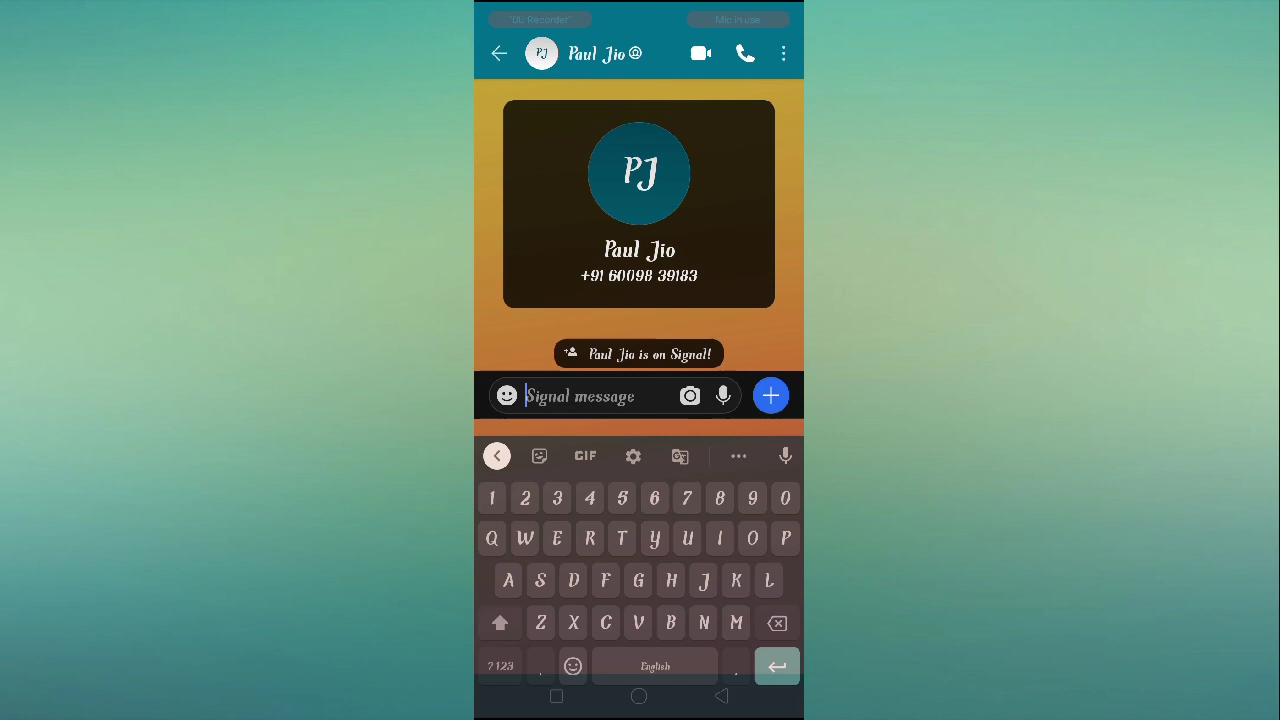 "DU Recorder" Mic in use
PJ Paul Jio
PJ
Paul Jio
+91 60098 39183
Paul Jio is on Signal!
Signal message
GIF
1 2 3 4 5 6 7 8 9 0
Q W E R T Y U I O P
A S D F G H J K L
Z X C V B N M
?123 , English .